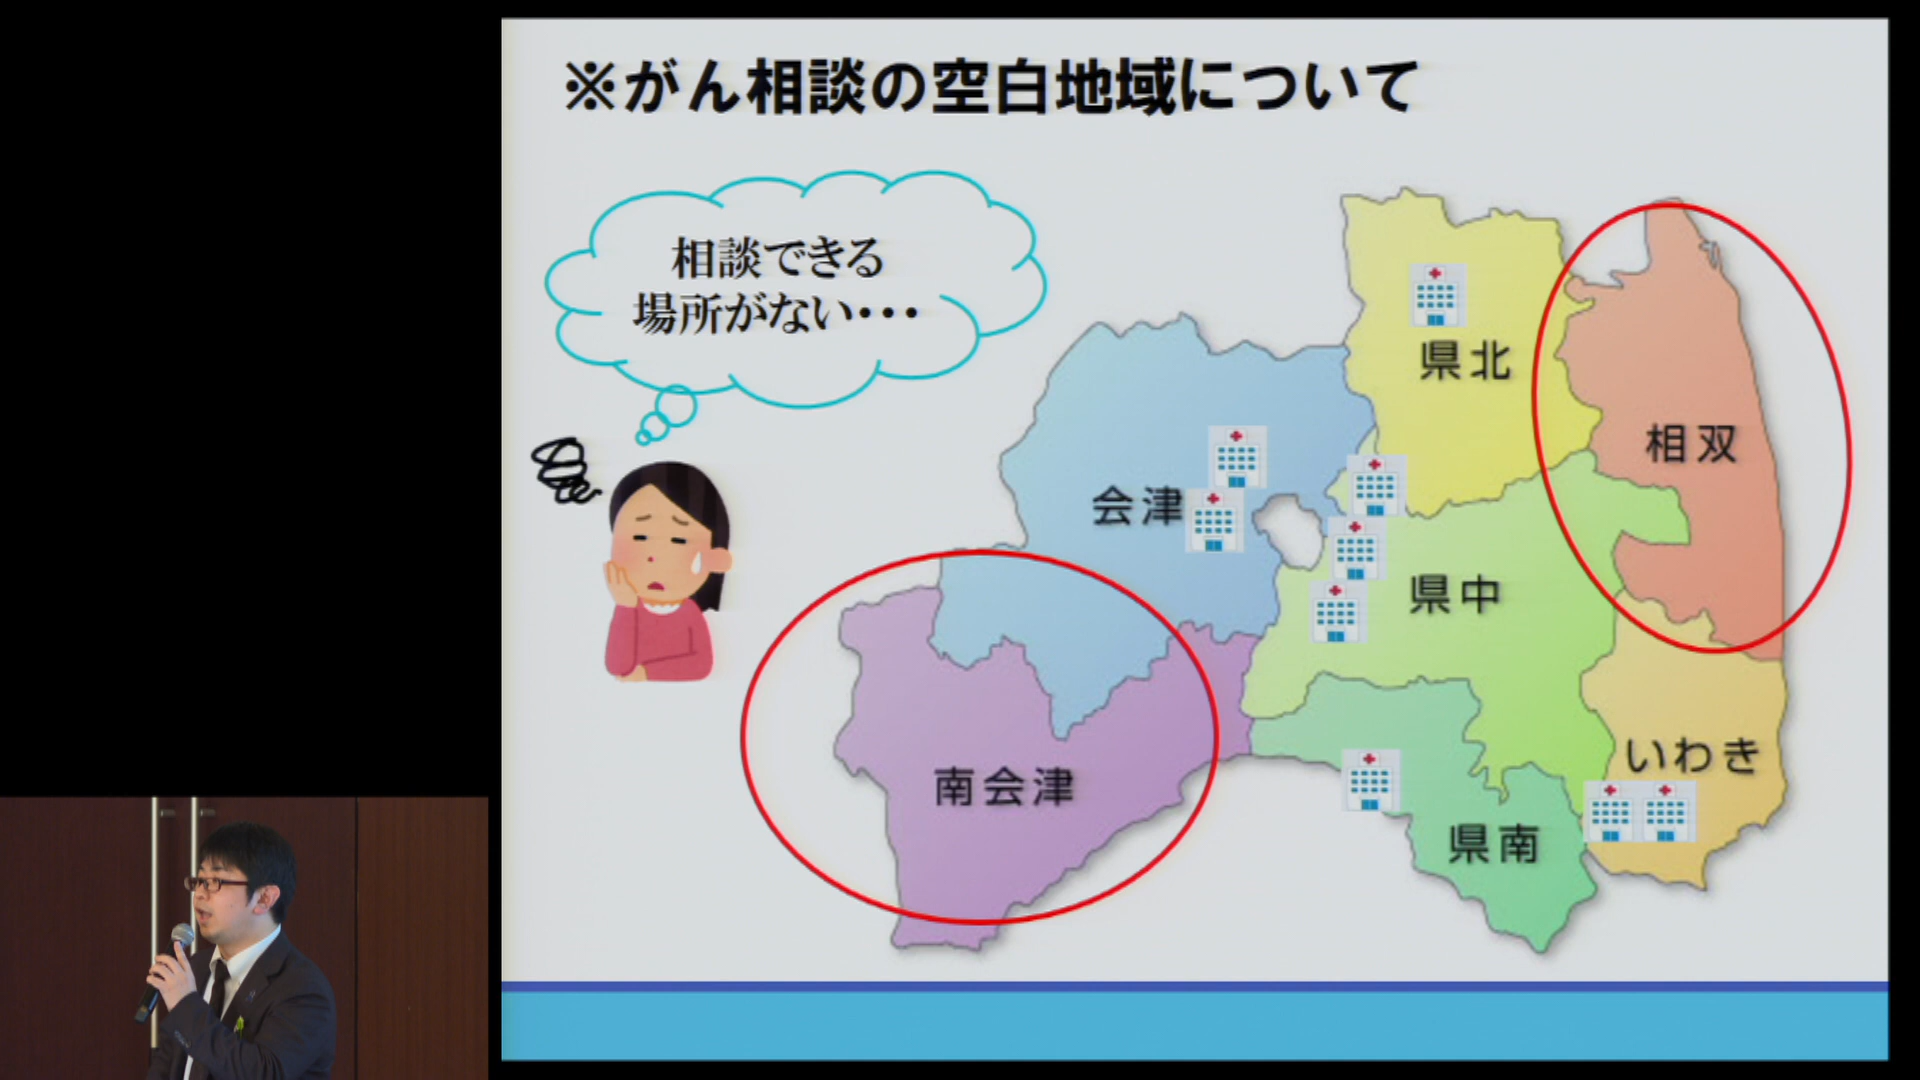 ※がん相談の空白地域について
相談できる
場所がない・・・
県北
相双
会津
県中
南会津
いわき
県南